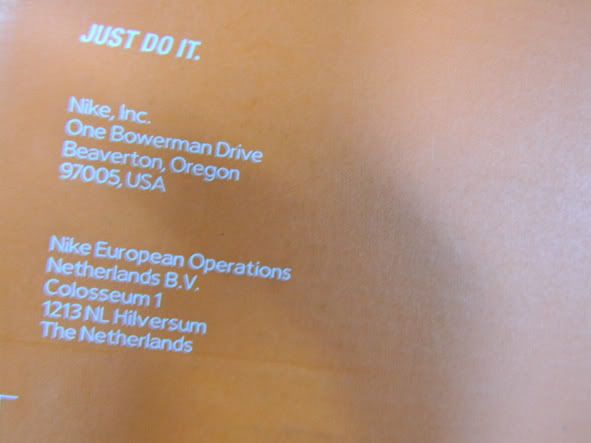 JUST DO IT.
Nike, Inc.
One Bowerman Drive
Beaverton, Oregon
97005, USA
Nike European Operations
Netherlands B.V.
Colosseum 1
1213 NL Hilversum
The Netherlands